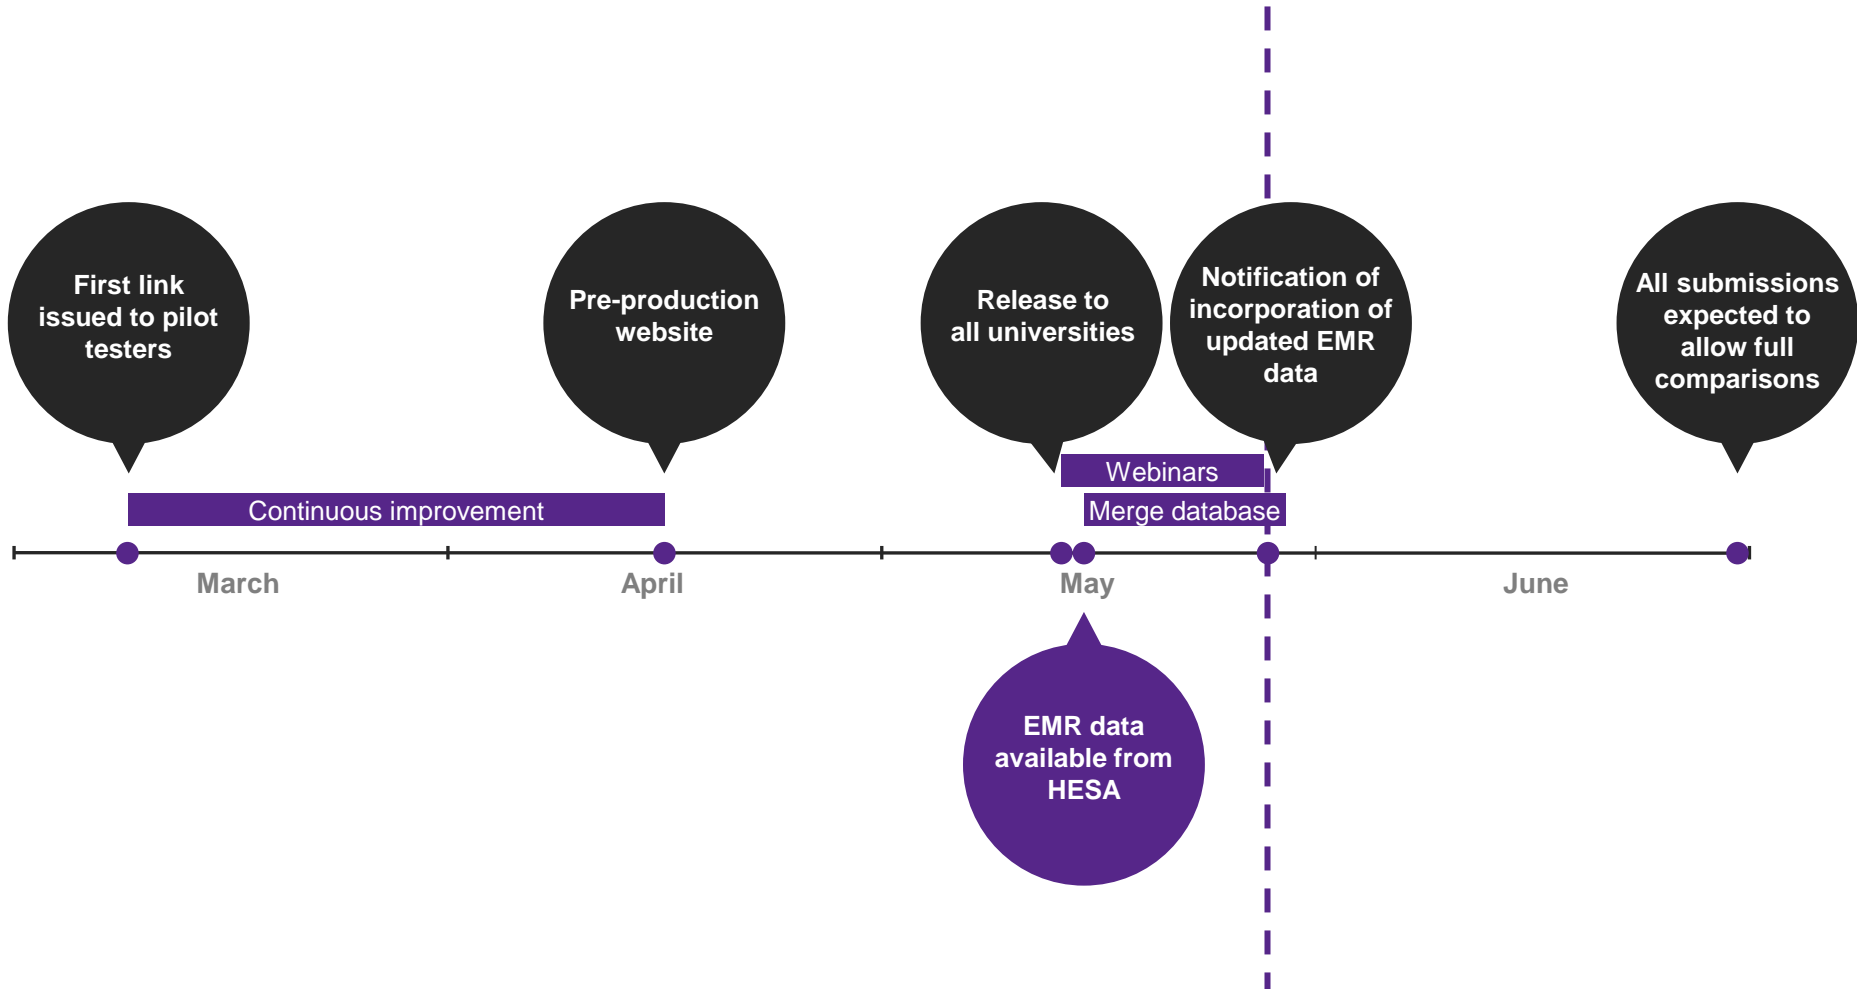 First link
issued to pilot
testers
Pre-production
website
Release to
all universities
Notification of
incorporation of
updated EMR
data
All submissions
expected to
allow full
comparisons
Webinars
Continuous improvement
Merge database
March
April
May
June
EMR data
available from
HESA